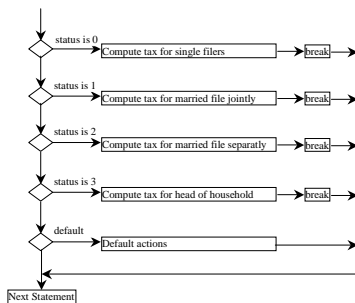 status is 0
Compute tax for single filers
break
status is 1
Compute tax for married file jointly
break
status is 2
Compute tax for married file separatly
break
status is 3
Compute tax for head of household
break
default
Default actions
Next Statement